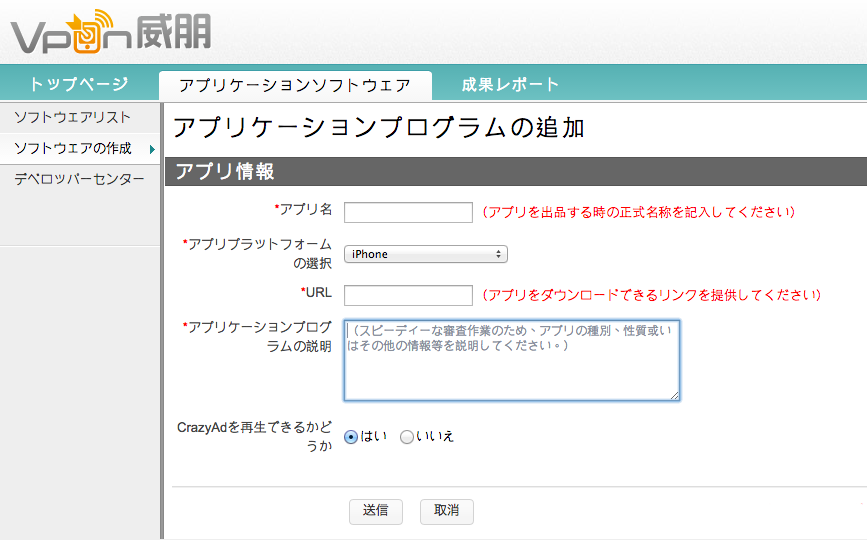 Vpon威朋
トップページ アプリケーションソフトウェア 成果レポート
ソフトウェアリスト
ソフトウェアの作成
デベロッパーセンター
アプリケーションプログラムの追加
アプリ情報
*アプリ名 (アプリを出品する時の正式名称を記入してください)
*アプリプラットフォーム
の選択
iPhone
*URL (アプリをダウンロードできるリンクを提供してください)
*アプリケーションプログ
ラムの説明
(スピーディーな審査作業のため、アプリの種別、性質或い
はその他の情報等を説明してください。)
CrazyAdを再生できるかど
うか
はい いいえ
送信 取消